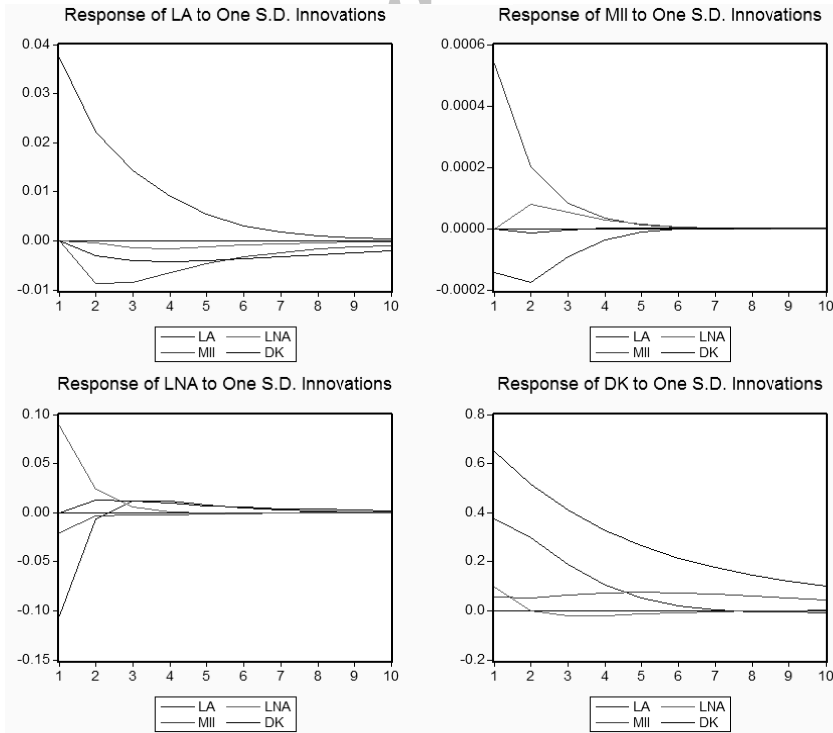 Response of LA to One S.D. Innovations
0.04
0.03
0.02
0.01
0.00
-0.01
1 2 3 4 5 6 7 8 9 10
LA LNA
MII DK
Response of MII to One S.D. Innovations
0.0006
0.0004
0.0002
0.0000
-0.0002
1 2 3 4 5 6 7 8 9 10
LA LNA
MII DK
Response of LNA to One S.D. Innovations
0.10
0.05
0.00
-0.05
-0.10
-0.15
1 2 3 4 5 6 7 8 9 10
LA LNA
MII DK
Response of DK to One S.D. Innovations
0.8
0.6
0.4
0.2
0.0
-0.2
1 2 3 4 5 6 7 8 9 10
LA LNA
MII DK